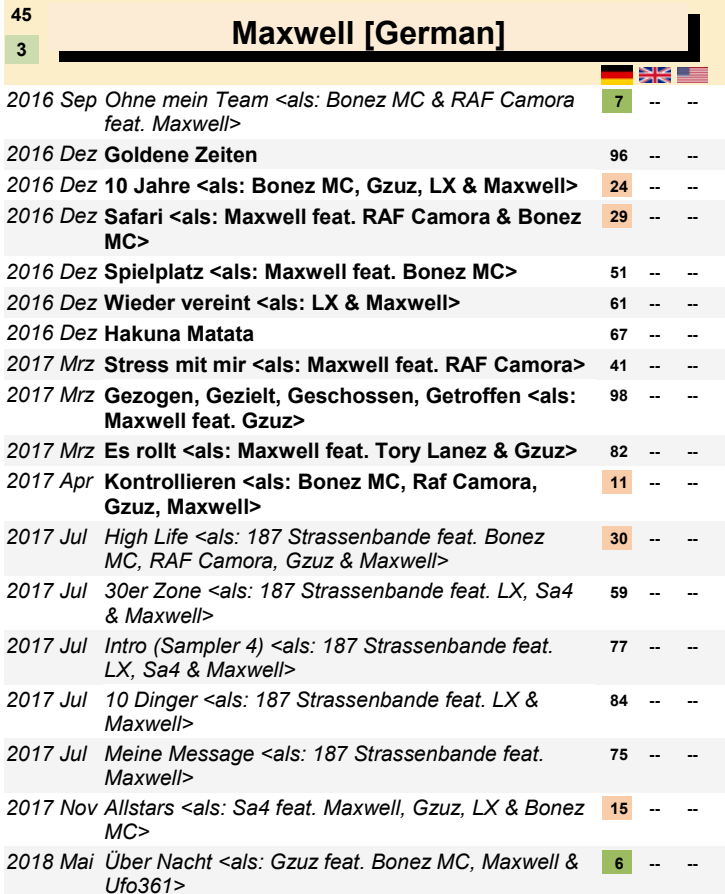 45
3
Maxwell [German]
2016 Sep Ohne mein Team <als: Bonez MC & RAF Camora 7 -- --
feat. Maxwell>
2016 Dez Goldene Zeiten 96 -- --
2016 Dez 10 Jahre <als: Bonez MC, Gzuz, LX & Maxwell> 24 -- --
2016 Dez Safari <als: Maxwell feat. RAF Camora & Bonez 29 -- --
MC>
2016 Dez Spielplatz <als: Maxwell feat. Bonez MC> 51 -- --
2016 Dez Wieder vereint <als: LX & Maxwell> 61 -- --
2016 Dez Hakuna Matata 67 -- --
2017 Mrz Stress mit mir <als: Maxwell feat. RAF Camora> 41 -- --
2017 Mrz Gezogen, Gezielt, Geschossen, Getroffen <als: 98 -- --
Maxwell feat. Gzuz>
2017 Mrz Es rollt <als: Maxwell feat. Tory Lanez & Gzuz> 82 -- --
2017 Apr Kontrollieren <als: Bonez MC, Raf Camora, 11 -- --
Gzuz, Maxwell>
2017 Jul High Life <als: 187 Strassenbande feat. Bonez 30 -- --
MC, RAF Camora, Gzuz & Maxwell>
2017 Jul 30er Zone <als: 187 Strassenbande feat. LX, Sa4 59 -- --
& Maxwell>
2017 Jul Intro (Sampler 4) <als: 187 Strassenbande feat. 77 -- --
LX, Sa4 & Maxwell>
2017 Jul 10 Dinger <als: 187 Strassenbande feat. LX & 84 -- --
Maxwell>
2017 Jul Meine Message <als: 187 Strassenbande feat. 75 -- --
Maxwell>
2017 Nov Allstars <als: Sa4 feat. Maxwell, Gzuz, LX & Bonez 15 -- --
MC>
2018 Mai Über Nacht <als: Gzuz feat. Bonez MC, Maxwell & 6 -- --
Ufo361>